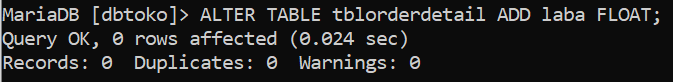 MariaDB [dbtoko]> ALTER TABLE tblorderdetail ADD laba FLOAT;
Query OK, 0 rows affected (0.024 sec)
Records: 0  Duplicates: 0  Warnings: 0